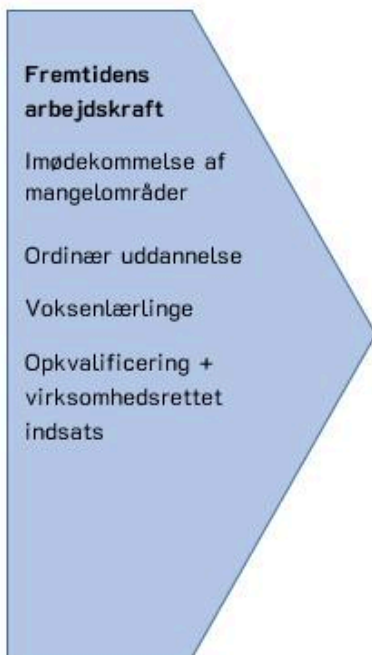 Fremtidens
arbejdskraft
Imødekommelse af
mangelområder
Ordinær uddannelse
Voksenlærlinge
Opkvalificering +
virksomhedsrettet
indsats